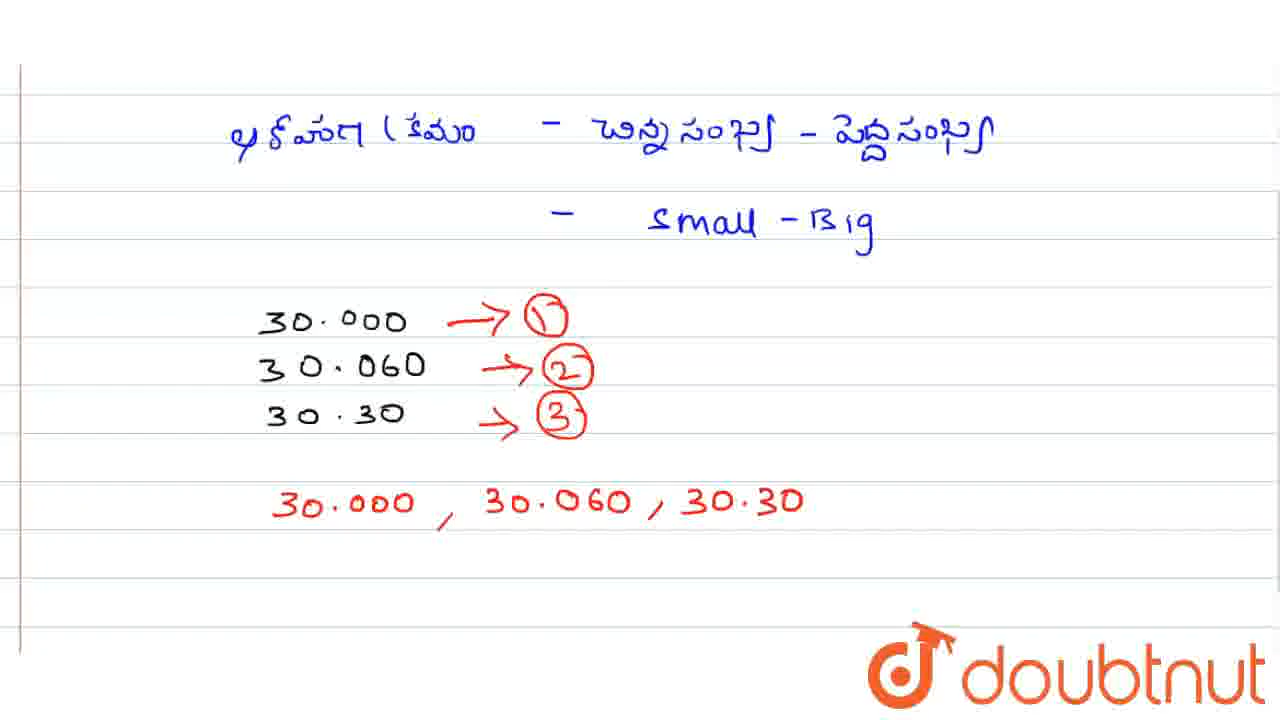 ఆరోహణ క్రమం - చిన్న సంఖ్య - పెద్ద సంఖ్య
- Small - Big
30.000 → 1
30.060 → 2
30.30 → 3
30.000, 30.060, 30.30
doubtnut